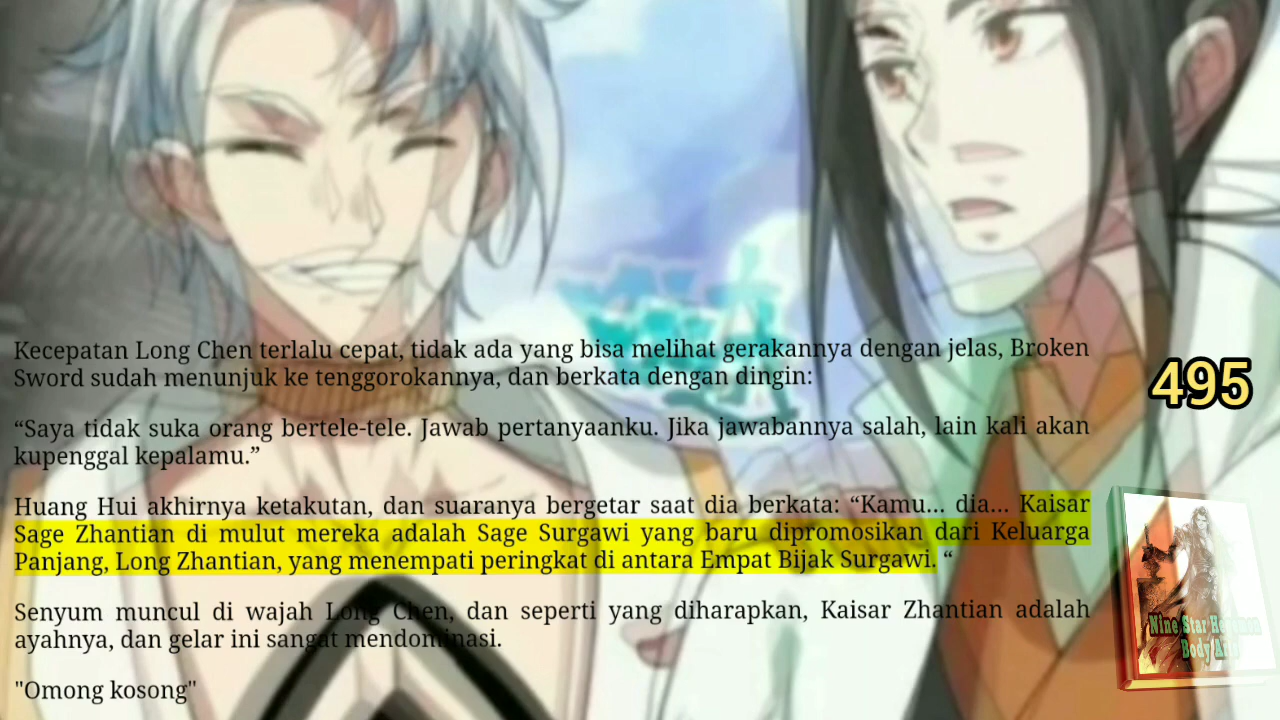 Kecepatan Long Chen terlalu cepat, tidak ada yang bisa melihat gerakannya dengan jelas, Broken
Sword sudah menunjuk ke tenggorokannya, dan berkata dengan dingin:
“Saya tidak suka orang bertele-tele. Jawab pertanyaanku. Jika jawabannya salah, lain kali akan
kupenggal kepalamu.”
Huang Hui akhirnya ketakutan, dan suaranya bergetar saat dia berkata: “Kamu... dia... Kaisar
Sage Zhantian di mulut mereka adalah Sage Surgawi yang baru dipromosikan dari Keluarga
Panjang, Long Zhantian, yang menempati peringkat di antara Empat Bijak Surgawi. “
Senyum muncul di wajah Long Chen, dan seperti yang diharapkan, Kaisar Zhantian adalah
ayahnya, dan gelar ini sangat mendominasi.
"Omong kosong"
495
Nine Star
Body